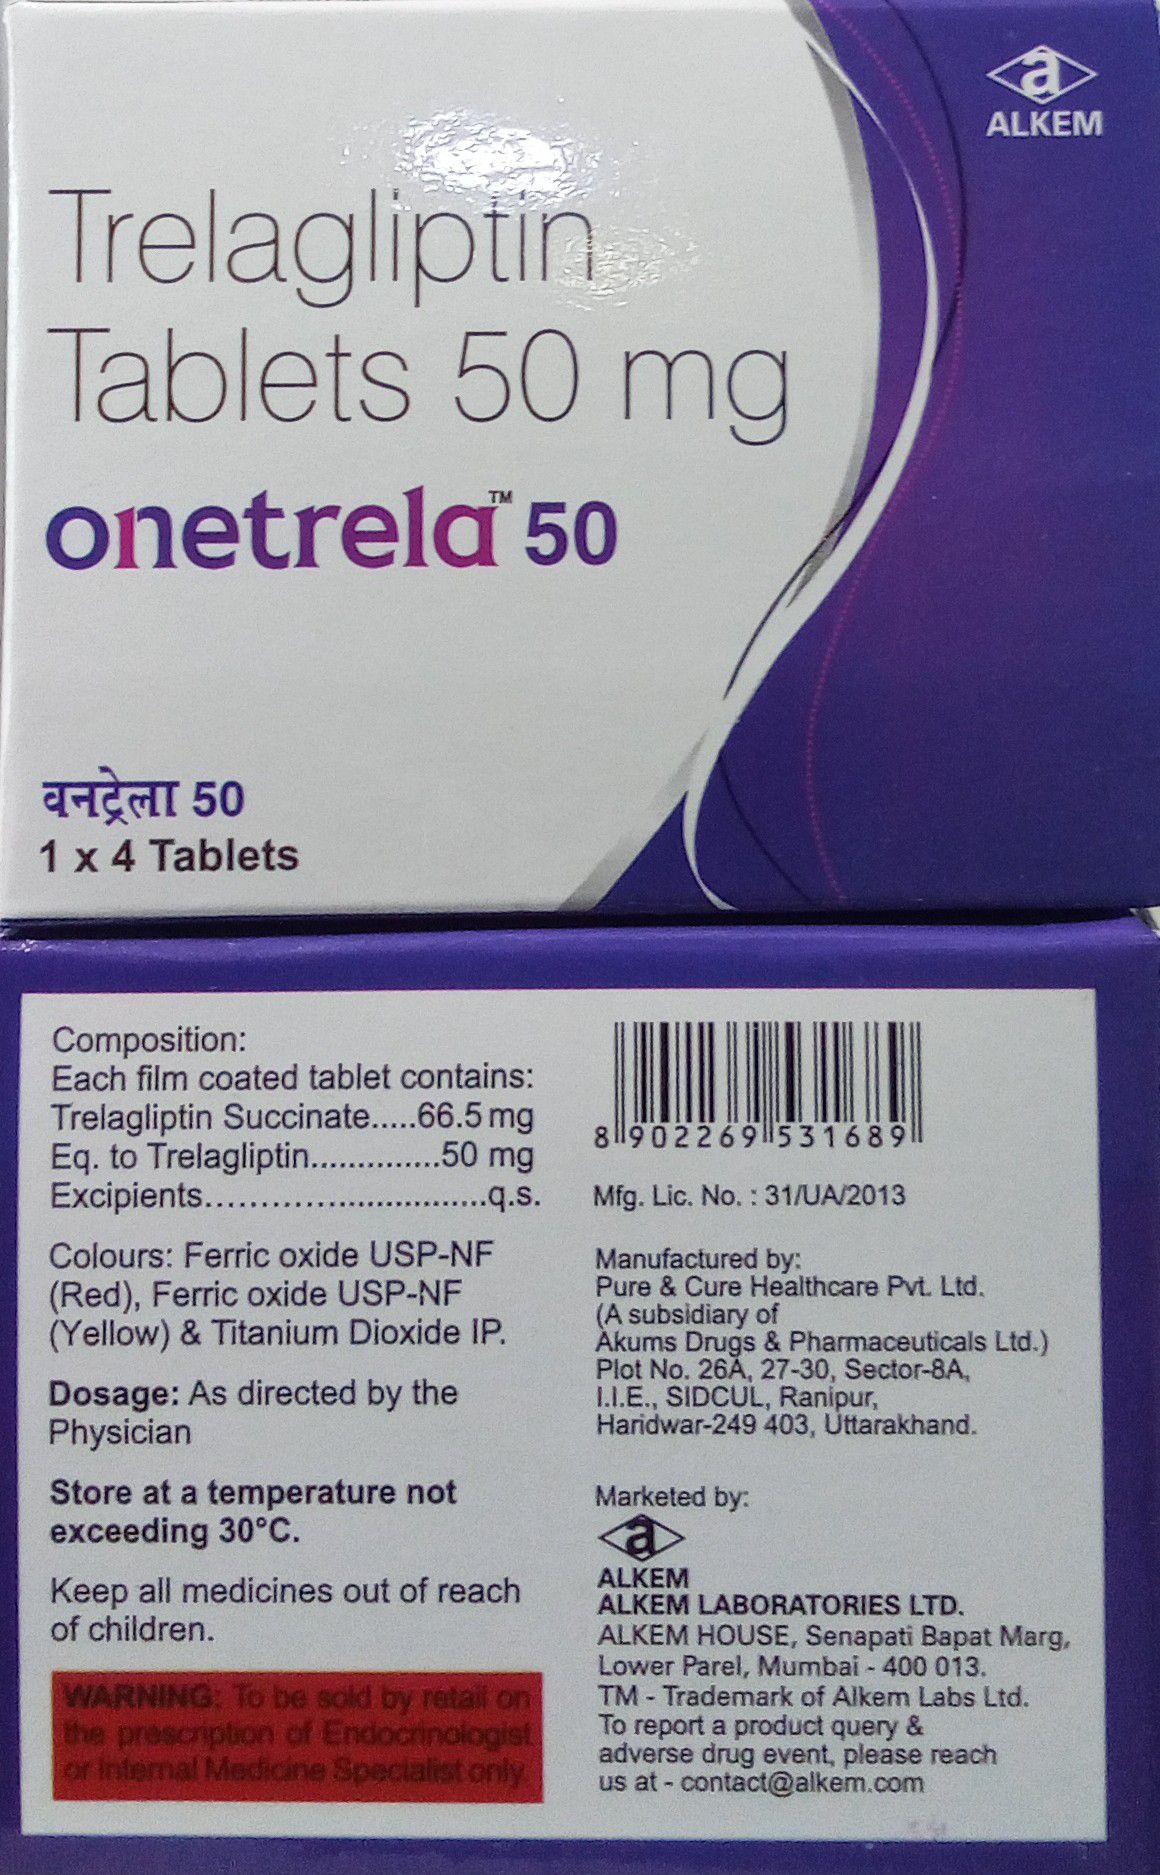 a
ALKEM
Trelagliptin
Tablets 50 mg
onetrela™ 50
वनट्रेला 50
1 x 4 Tablets
Composition:
Each film coated tablet contains:
Trelagliptin Succinate.....66.5 mg
Eq. to Trelagliptin..............50 mg
Excipients..............................q.s.
Colours: Ferric oxide USP-NF
(Red), Ferric oxide USP-NF
(Yellow) & Titanium Dioxide IP.
Dosage: As directed by the
Physician
Store at a temperature not
exceeding 30°C.
Keep all medicines out of reach
of children.
WARNING: To be sold by retail on
the prescription of Endocrinologist
or Internal Medicine Specialist only.
8 902269 531689
Mfg. Lic. No. : 31/UA/2013
Manufactured by:
Pure & Cure Healthcare Pvt. Ltd.
(A subsidiary of
Akums Drugs & Pharmaceuticals Ltd.)
Plot No. 26A, 27-30, Sector-8A,
I.I.E., SIDCUL, Ranipur,
Haridwar-249 403, Uttarakhand.
Marketed by:
a
ALKEM
ALKEM LABORATORIES LTD.
ALKEM HOUSE, Senapati Bapat Marg,
Lower Parel, Mumbai - 400 013.
TM - Trademark of Alkem Labs Ltd.
To report a product query &
adverse drug event, please reach
us at - contact@alkem.com